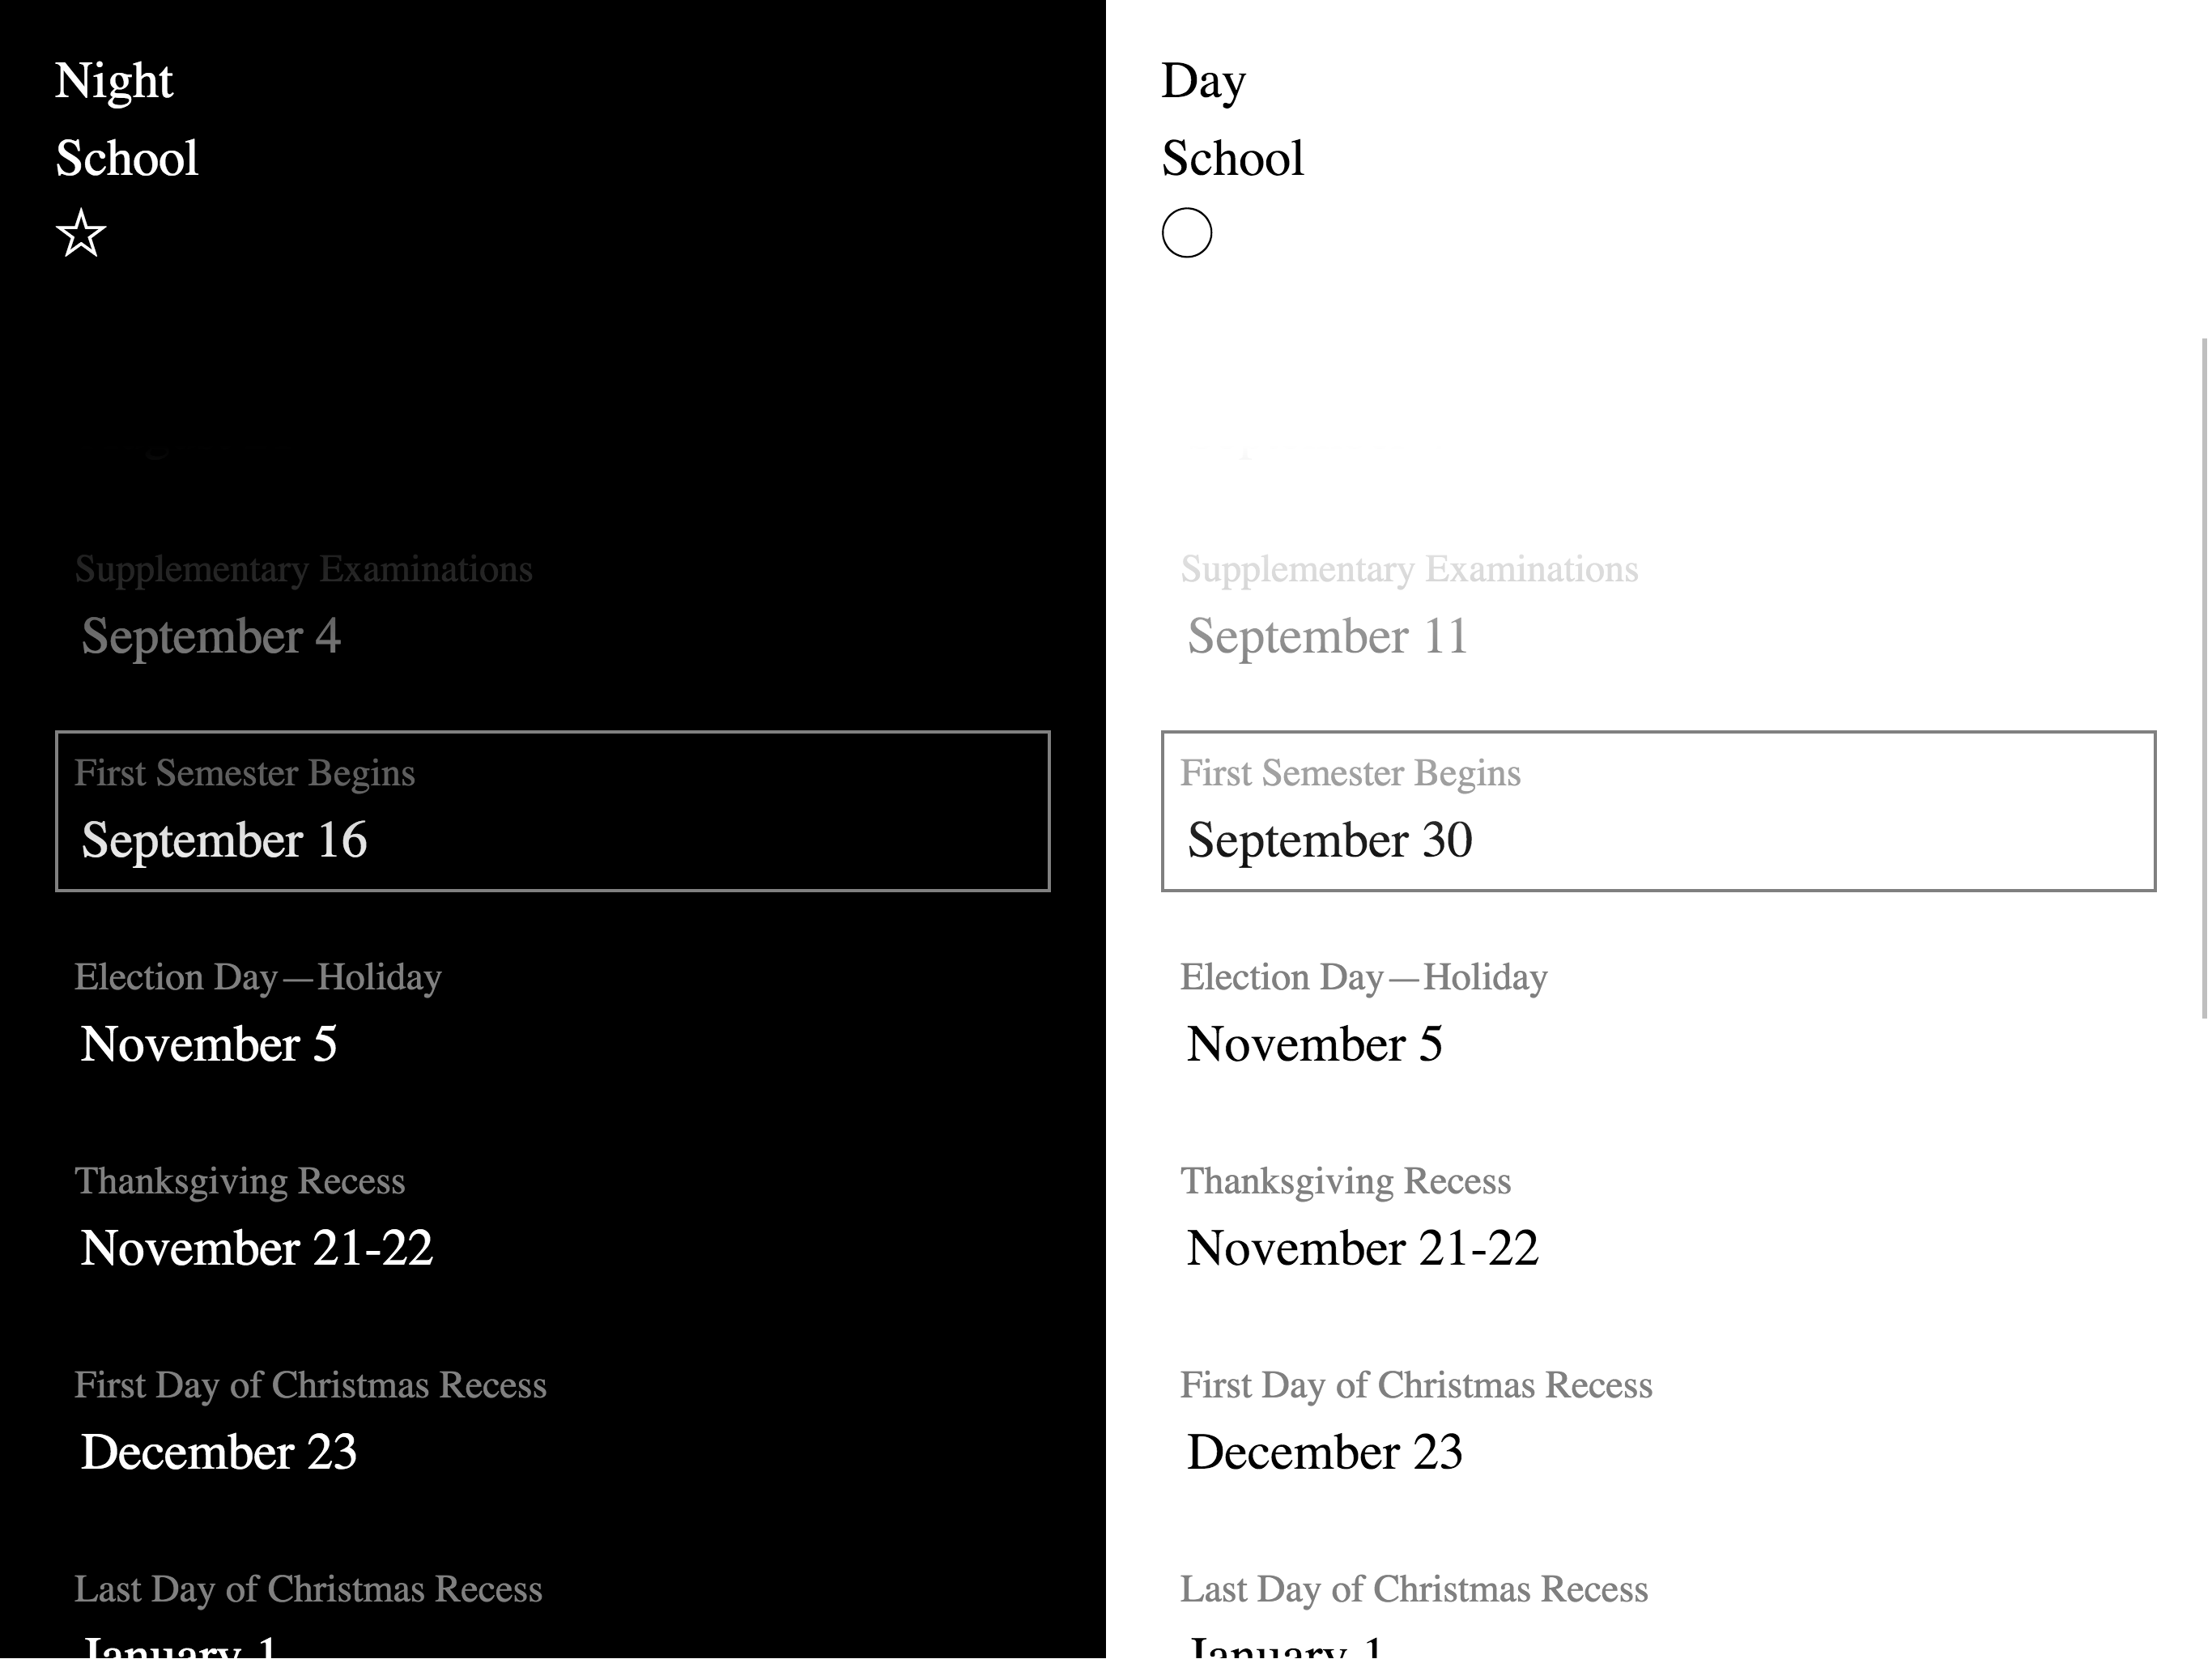 Night
School
Supplementary Examinations
September 4
First Semester Begins
September 16
Election Day—Holiday
November 5
Thanksgiving Recess
November 21-22
First Day of Christmas Recess
December 23
Last Day of Christmas Recess
January 1
Day
School
Supplementary Examinations
September 11
First Semester Begins
September 30
Election Day—Holiday
November 5
Thanksgiving Recess
November 21-22
First Day of Christmas Recess
December 23
Last Day of Christmas Recess
January 1